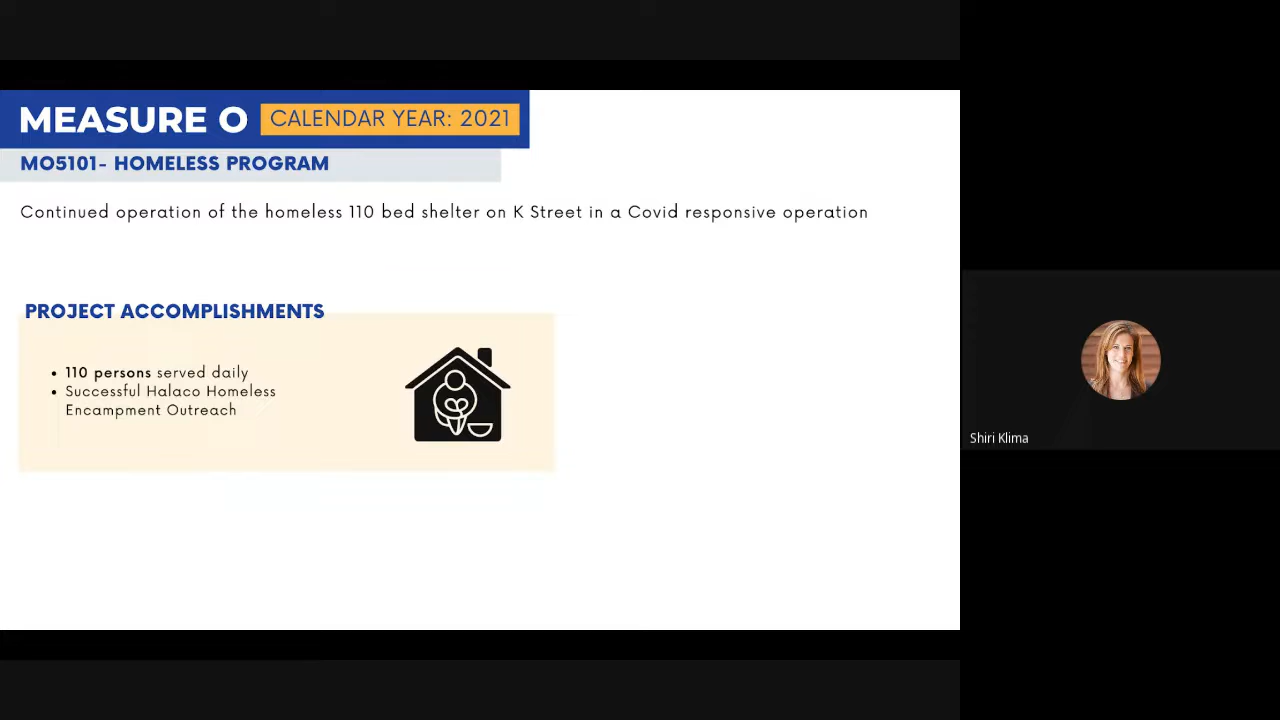 MEASURE O CALENDAR YEAR: 2021
MO5101- HOMELESS PROGRAM
Continued operation of the homeless 110 bed shelter on K Street in a Covid responsive operation
PROJECT ACCOMPLISHMENTS
• 110 persons served daily
• Successful Halaco Homeless
Encampment Outreach
Shiri Klima